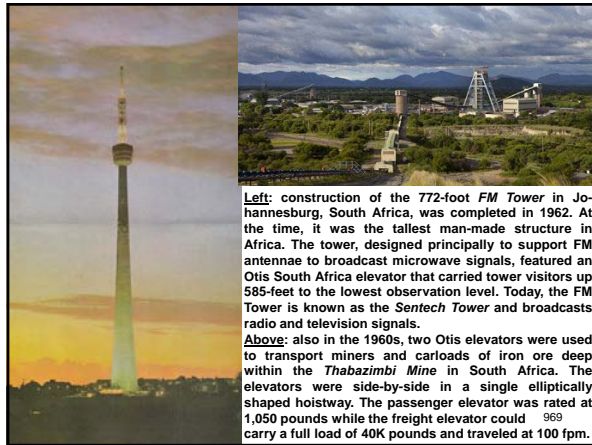 Left: construction of the 772-foot FM Tower in Jo-
hannesburg, South Africa, was completed in 1962. At
the time, it was the tallest man-made structure in
Africa. The tower, designed principally to support FM
antennae to broadcast microwave signals, featured an
Otis South Africa elevator that carried tower visitors up
585-feet to the lowest observation level. Today, the FM
Tower is known as the Sentech Tower and broadcasts
radio and television signals.
Above: also in the 1960s, two Otis elevators were used
to transport miners and carloads of iron ore deep
within the Thabazimbi Mine in South Africa. The
elevators were side-by-side in a single elliptically
shaped hoistway. The passenger elevator was rated at
1,050 pounds while the freight elevator could
969
carry a full load of 40K pounds and traveled at 100 fpm.